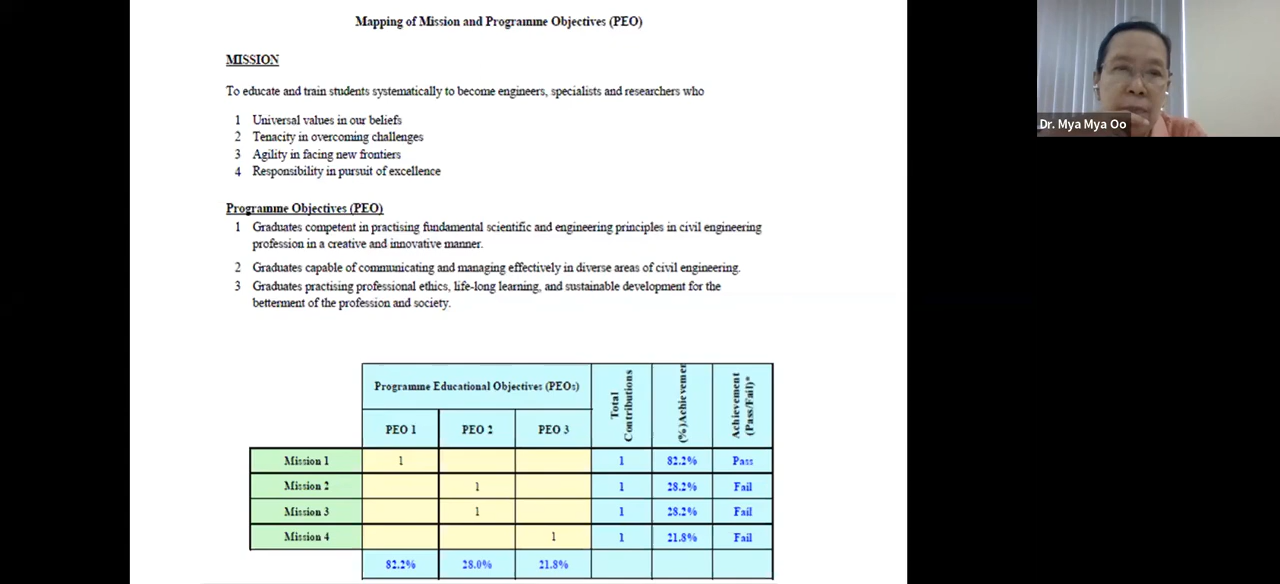 Mapping of Mission and Programme Objectives (PEO)
MISSION
To educate and train students systematically to become engineers, specialists and researchers who
1 Universal values in our beliefs
2 Tenacity in overcoming challenges
3 Agility in facing new frontiers
4 Responsibility in pursuit of excellence
Programme Objectives (PEO)
1 Graduates competent in practising fundamental scientific and engineering principles in civil engineering
profession in a creative and innovative manner.
2 Graduates capable of communicating and managing effectively in diverse areas of civil engineering.
3 Graduates practising professional ethics, life-long learning, and sustainable development for the
betterment of the profession and society.
Programme Educational Objectives (PEOs)
Total
Contributions
(%)Achievemen
Achievement
(Pass/Fail)*
PEO 1 PEO 2 PEO 3
Mission 1 1 1 82.2% Pass
Mission 2 1 1 28.2% Fail
Mission 3 1 1 28.2% Fail
Mission 4 1 1 21.8% Fail
82.2% 28.0% 21.8%
Dr. Mya Mya Oo